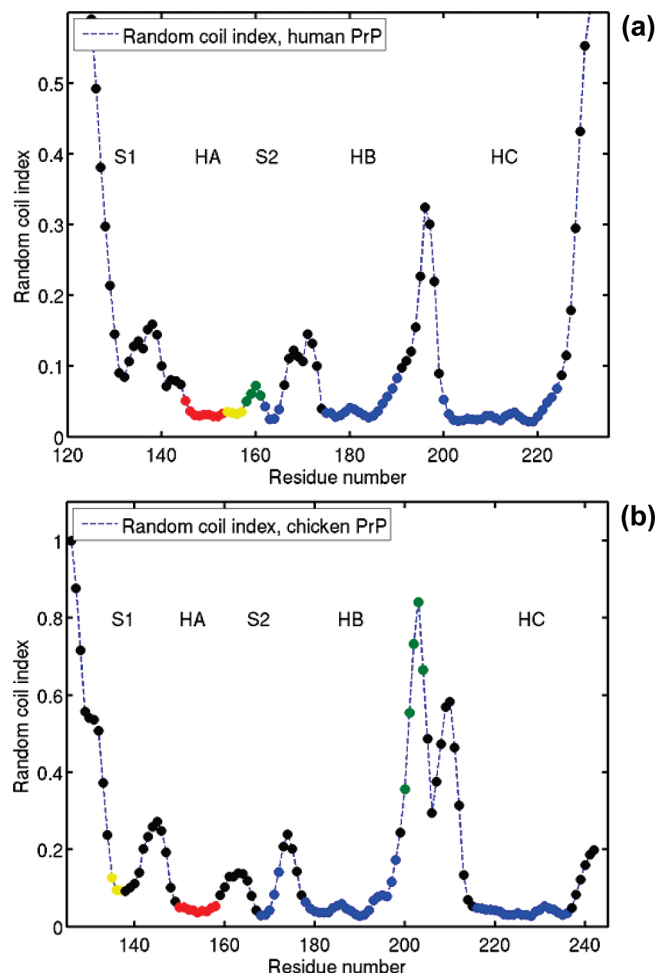 (a)
Random coil index, human PrP
0.5
0.4
S1 HA S2 HB HC
0.3
0.2
0.1
0
Random coil index
120 140 160 180 200 220
Residue number
(b)
1
Random coil index, chicken PrP
0.8
S1 HA S2 HB HC
0.6
0.4
0.2
0
Random coil index
140 160 180 200 220 240
Residue number